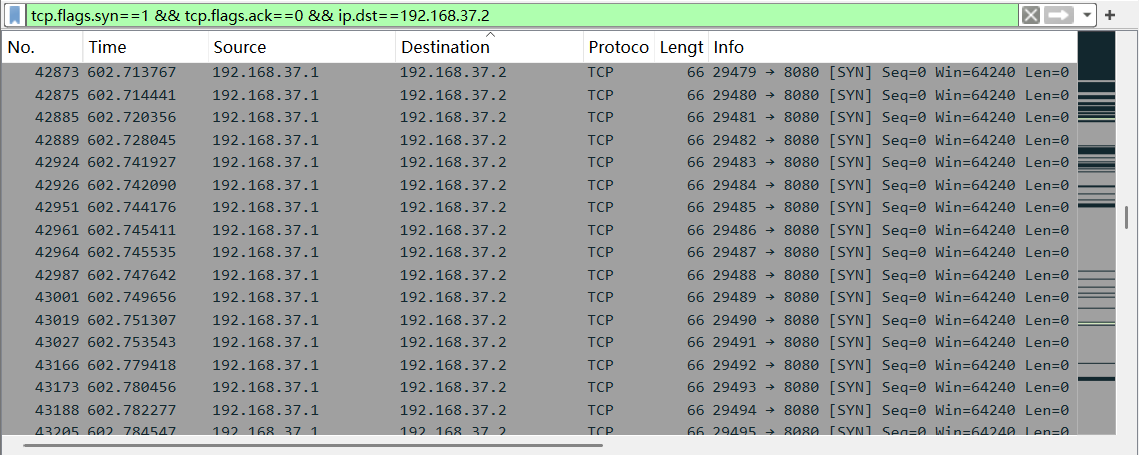 tcp.flags.syn==1 && tcp.flags.ack==0 && ip.dst==192.168.37.2
No. Time Source Destination Protoco Lengt Info
42873 602.713767 192.168.37.1 192.168.37.2 TCP 66 29479 → 8080 [SYN] Seq=0 Win=64240 Len=0
42875 602.714441 192.168.37.1 192.168.37.2 TCP 66 29480 → 8080 [SYN] Seq=0 Win=64240 Len=0
42885 602.720356 192.168.37.1 192.168.37.2 TCP 66 29481 → 8080 [SYN] Seq=0 Win=64240 Len=0
42889 602.728045 192.168.37.1 192.168.37.2 TCP 66 29482 → 8080 [SYN] Seq=0 Win=64240 Len=0
42924 602.741927 192.168.37.1 192.168.37.2 TCP 66 29483 → 8080 [SYN] Seq=0 Win=64240 Len=0
42926 602.742090 192.168.37.1 192.168.37.2 TCP 66 29484 → 8080 [SYN] Seq=0 Win=64240 Len=0
42951 602.744176 192.168.37.1 192.168.37.2 TCP 66 29485 → 8080 [SYN] Seq=0 Win=64240 Len=0
42961 602.745411 192.168.37.1 192.168.37.2 TCP 66 29486 → 8080 [SYN] Seq=0 Win=64240 Len=0
42964 602.745535 192.168.37.1 192.168.37.2 TCP 66 29487 → 8080 [SYN] Seq=0 Win=64240 Len=0
42987 602.747642 192.168.37.1 192.168.37.2 TCP 66 29488 → 8080 [SYN] Seq=0 Win=64240 Len=0
43001 602.749656 192.168.37.1 192.168.37.2 TCP 66 29489 → 8080 [SYN] Seq=0 Win=64240 Len=0
43019 602.751307 192.168.37.1 192.168.37.2 TCP 66 29490 → 8080 [SYN] Seq=0 Win=64240 Len=0
43027 602.753543 192.168.37.1 192.168.37.2 TCP 66 29491 → 8080 [SYN] Seq=0 Win=64240 Len=0
43166 602.779418 192.168.37.1 192.168.37.2 TCP 66 29492 → 8080 [SYN] Seq=0 Win=64240 Len=0
43173 602.780456 192.168.37.1 192.168.37.2 TCP 66 29493 → 8080 [SYN] Seq=0 Win=64240 Len=0
43188 602.782277 192.168.37.1 192.168.37.2 TCP 66 29494 → 8080 [SYN] Seq=0 Win=64240 Len=0
43205 602.784547 192.168.37.1 192.168.37.2 TCP 66 29495 → 8080 [SYN] Seq=0 Win=64240 Len=0